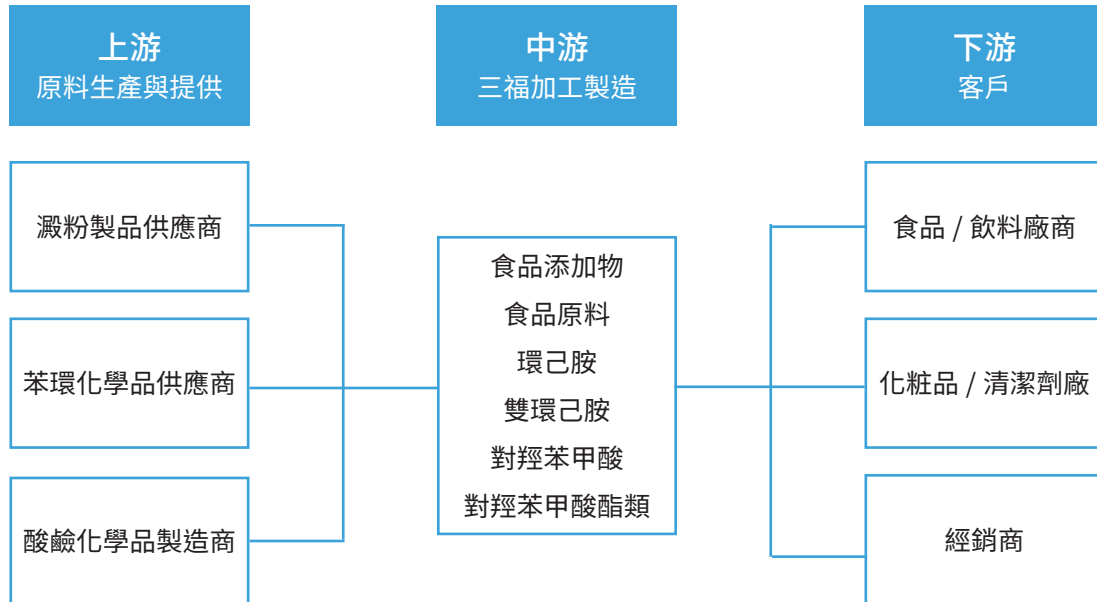 上游
原料生產與提供
中游
三福加工製造
下游
客戶
澱粉製品供應商
苯環化學品供應商
酸鹼化學品製造商
食品添加物
食品原料
環己胺
雙環己胺
對羥苯甲酸
對羥苯甲酸酯類
食品 / 飲料廠商
化粧品 / 清潔劑廠
經銷商